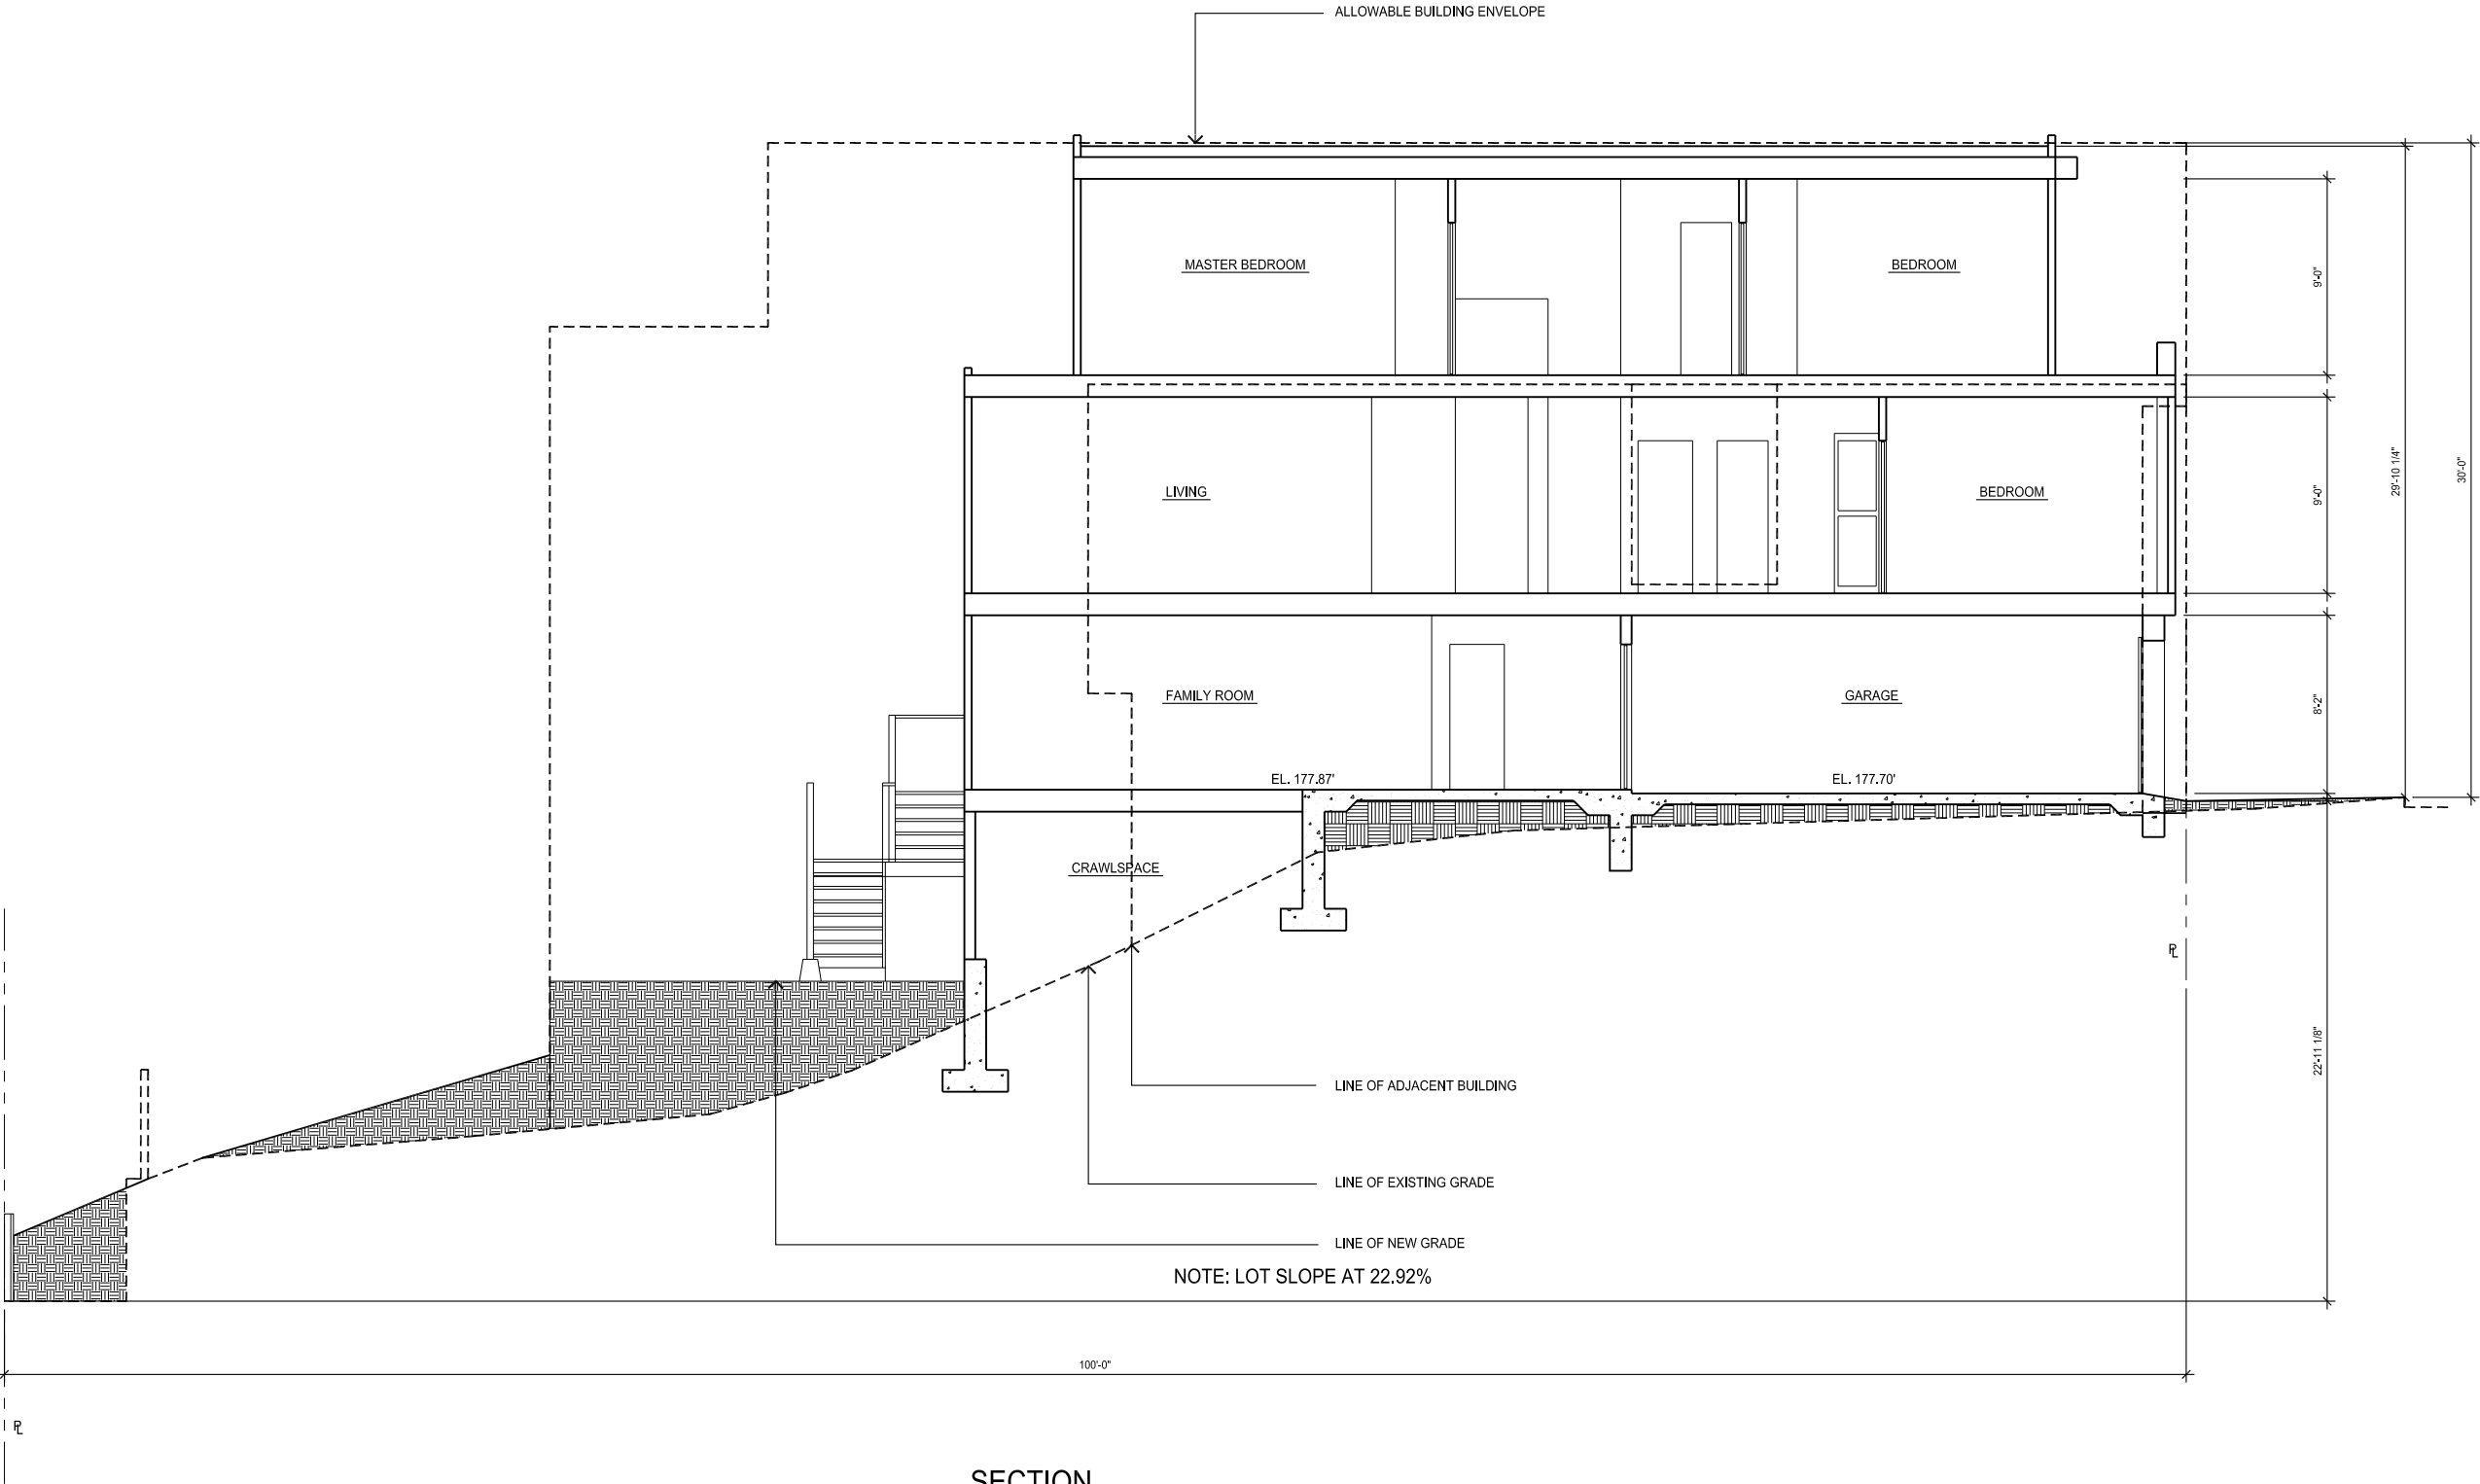 ALLOWABLE BUILDING ENVELOPE
MASTER BEDROOM
BEDROOM
9'-0"
29'-10 1/4"
30'-0"
LIVING
BEDROOM
9'-0"
FAMILY ROOM
GARAGE
8'-2"
EL. 177.87'
EL. 177.70'
CRAWLSPACE
PL
22'-11 1/8"
LINE OF ADJACENT BUILDING
LINE OF EXISTING GRADE
LINE OF NEW GRADE
NOTE: LOT SLOPE AT 22.92%
100'-0"
PL
SECTION